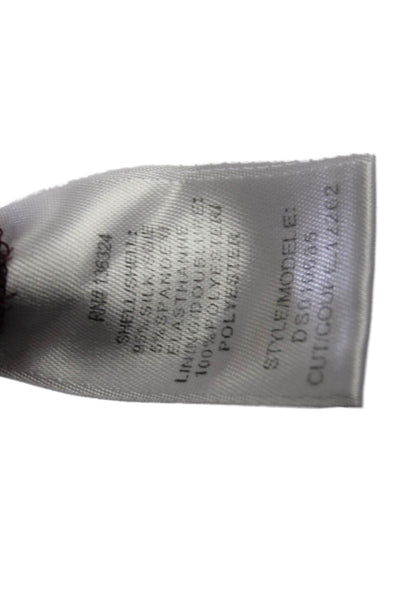 RN# 136324
SHELL/SHELL:
95% SILK/SOIE
5% SPANDEX/
ELASTHANNE
LINING/DOUBLURE:
100% POLYESTER/
POLYESTER
STYLE/MODELE:
CUT/COUPE: